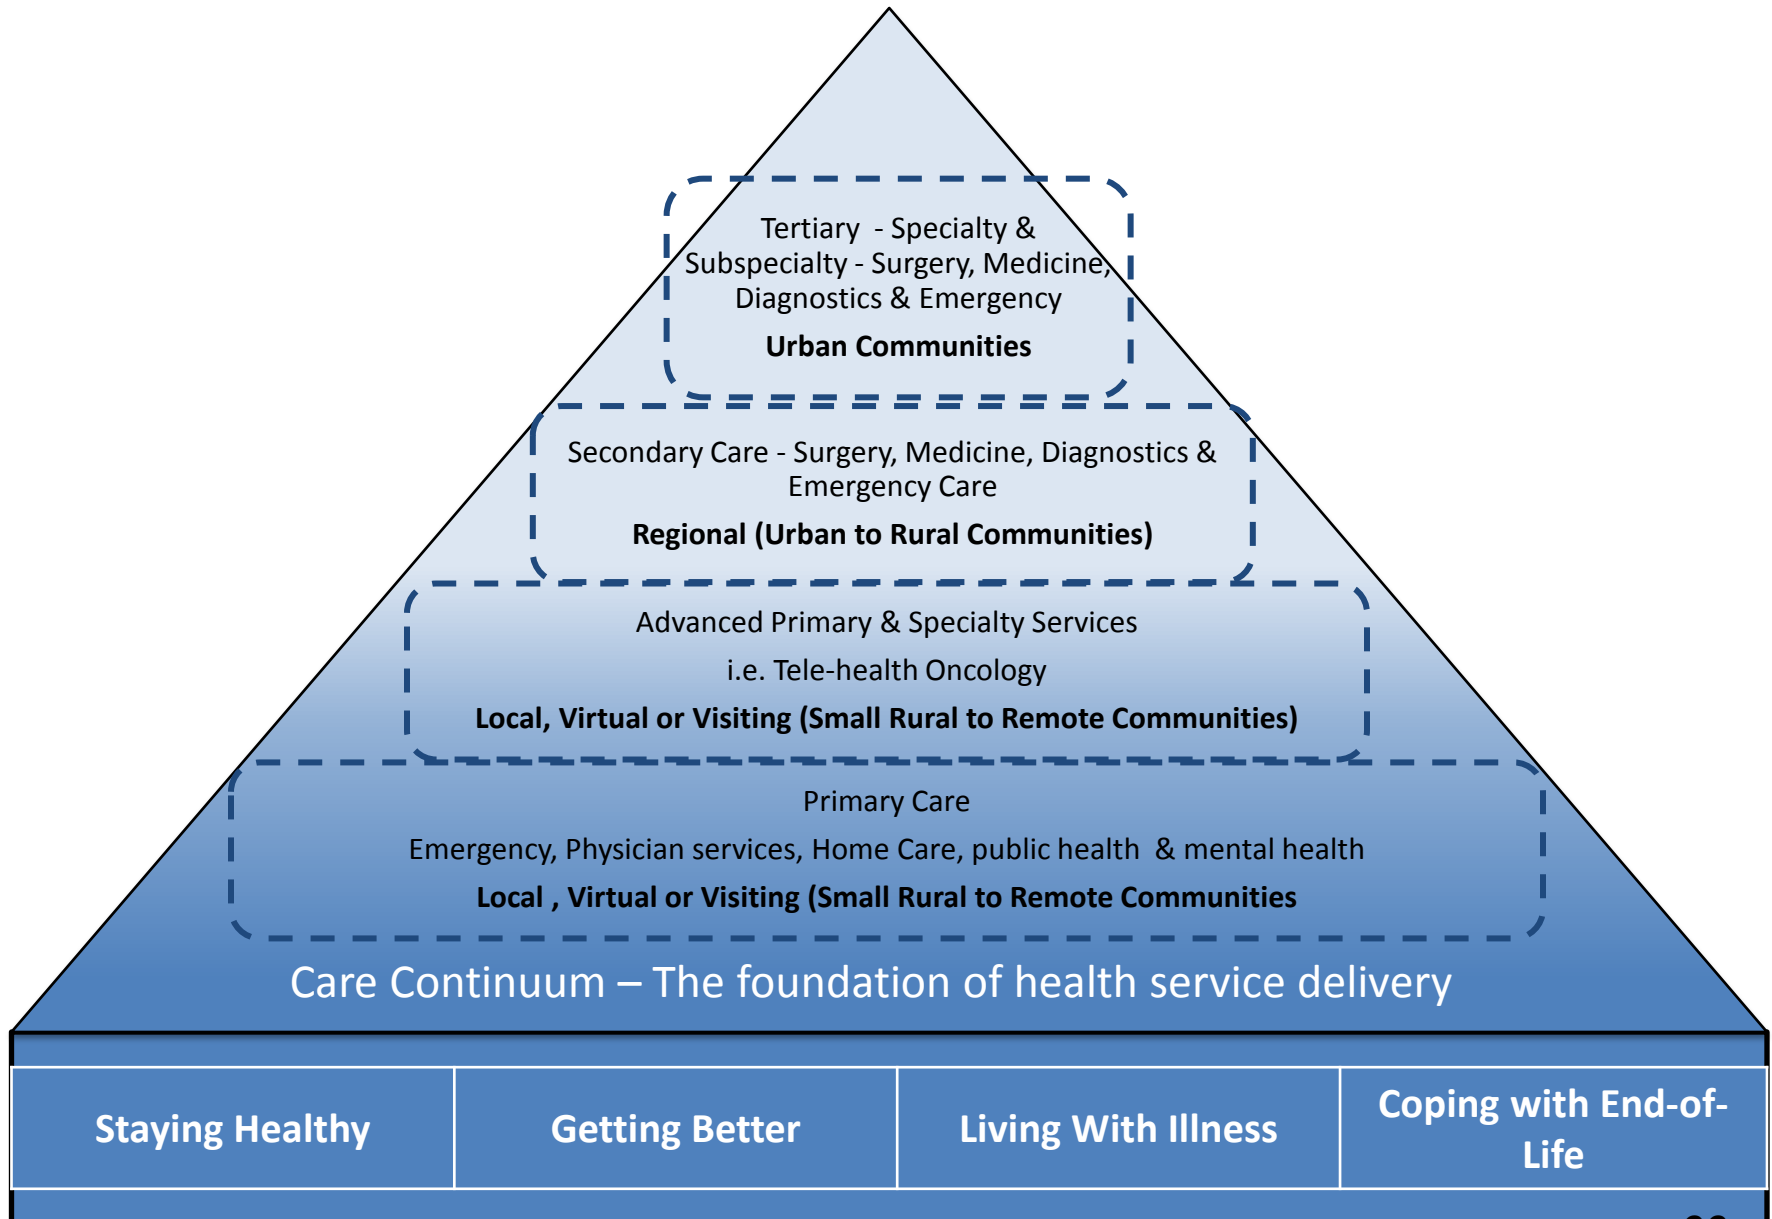 Tertiary - Specialty &
Subspecialty - Surgery, Medicine,
Diagnostics & Emergency
Urban Communities
Secondary Care - Surgery, Medicine, Diagnostics &
Emergency Care
Regional (Urban to Rural Communities)
Advanced Primary & Specialty Services
i.e. Tele-health Oncology
Local, Virtual or Visiting (Small Rural to Remote Communities)
Primary Care
Emergency, Physician services, Home Care, public health & mental health
Local , Virtual or Visiting (Small Rural to Remote Communities
Care Continuum – The foundation of health service delivery
Staying Healthy
Getting Better
Living With Illness
Coping with End-of-
Life